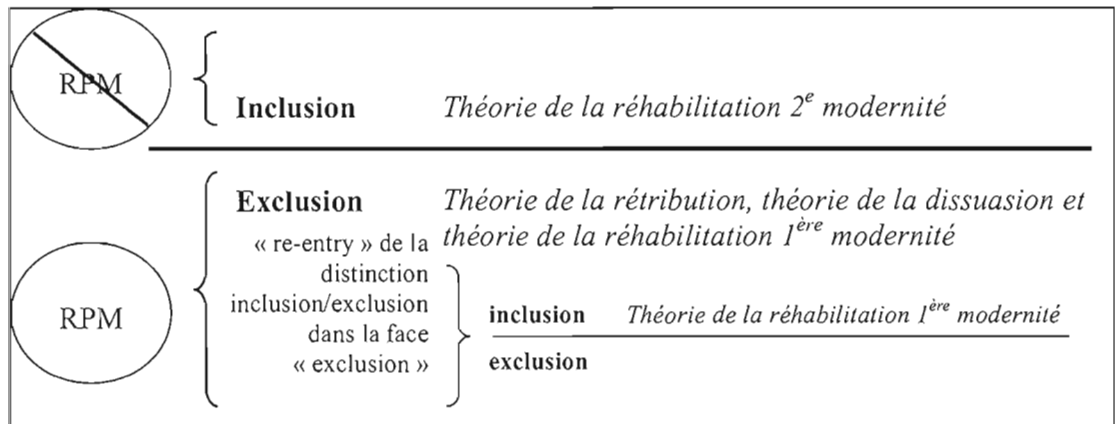 RPM
Inclusion Théorie de la réhabilitation 2e modernité
Exclusion Théorie de la rétribution, théorie de la dissuasion et
théorie de la réhabilitation 1ère modernité
« re-entry » de la
distinction
inclusion/exclusion
dans la face
« exclusion »
RPM
inclusion Théorie de la réhabilitation 1ère modernité
exclusion